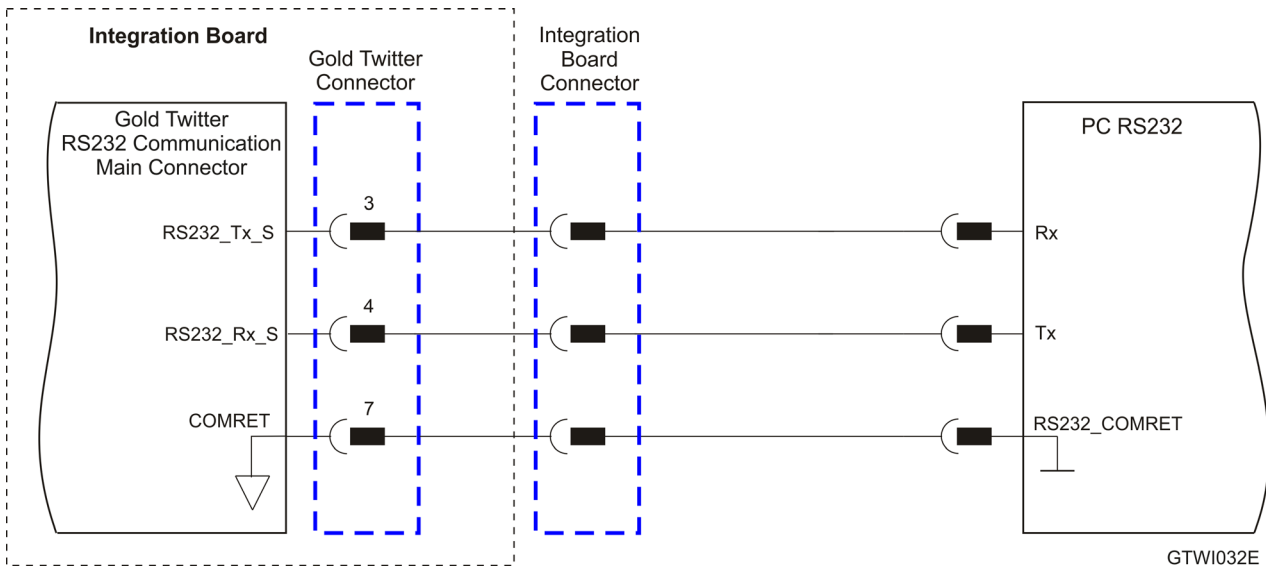 Integration Board
Gold Twitter
Connector
Integration
Board
Connector
Gold Twitter
RS232 Communication
Main Connector
PC RS232
RS232_Tx_S
3
Rx
RS232_Rx_S
4
Tx
COMRET
7
RS232_COMRET
GTWI032E